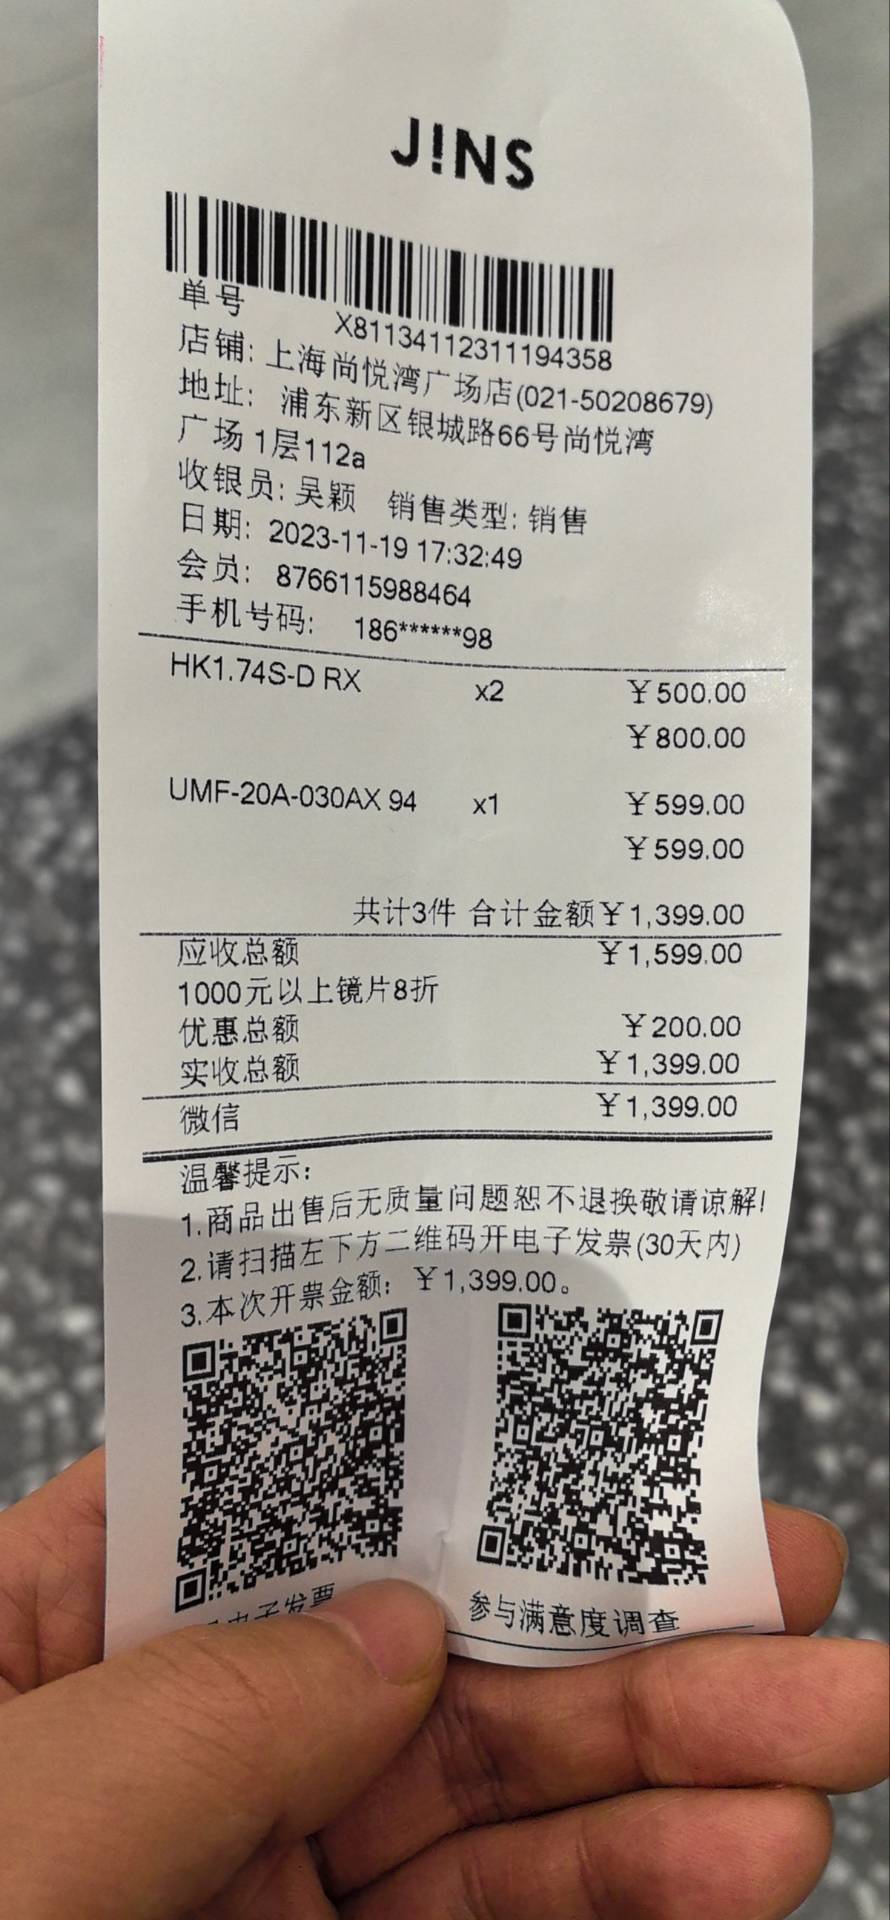 J!NS
单号
X81134112311194358
店铺: 上海尚悦湾广场店(021-50208679)
地址: 浦东新区银城路66号尚悦湾
广场 1层112a
收银员: 吴颖 销售类型: 销售
日期: 2023-11-19 17:32:49
会员: 8766115988464
手机号码: 186******98
HK1.74S-D RX x2 ¥500.00
¥800.00
UMF-20A-030AX 94 x1 ¥599.00
¥599.00
共计3件 合计金额¥1,399.00
应收总额 ¥1,599.00
1000元以上镜片8折
优惠总额 ¥200.00
实收总额 ¥1,399.00
微信 ¥1,399.00
温馨提示:
1.商品出售后无质量问题恕不退换敬请谅解!
2.请扫描左下方二维码开电子发票(30天内)
3.本次开票金额: ¥1,399.00。
电子发票 参与满意度调查